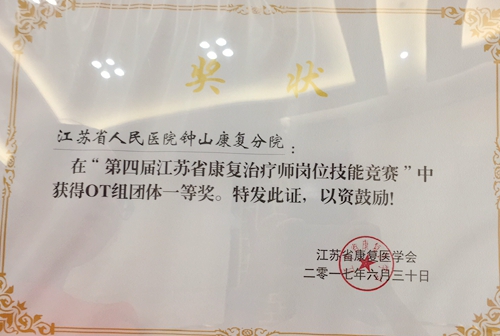 奖状
江苏省人民医院钟山康复分院：
在“第四届江苏省康复治疗师岗位技能竞赛”中
获得OT组团体一等奖。特发此证，以资鼓励！
江苏省康复医学会
二零一七年六月三十日